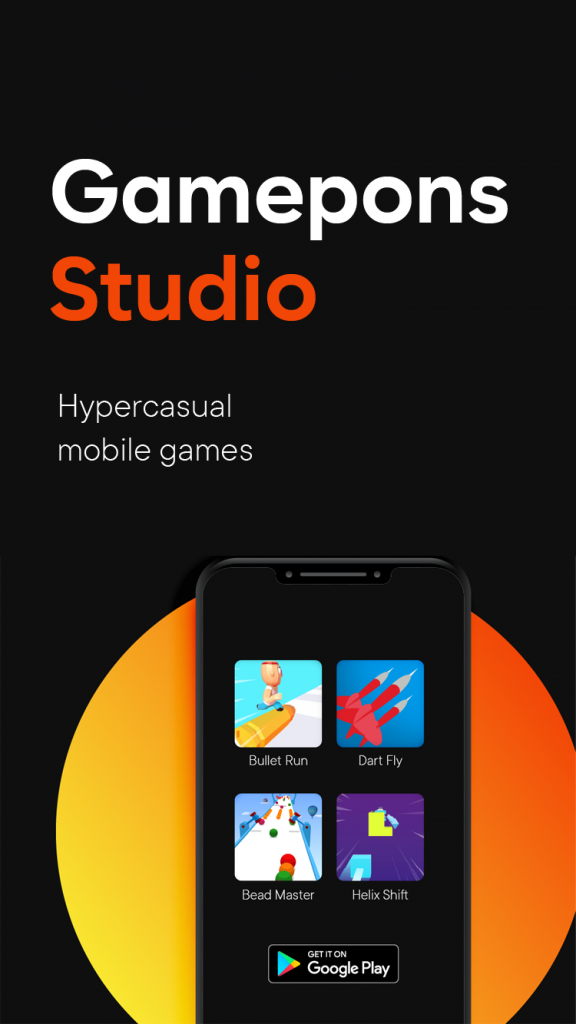 Gamepons
Studio
Hypercasual
mobile games
Bullet Run
Dart Fly
Bead Master
Helix Shift
GET IT ON
Google Play